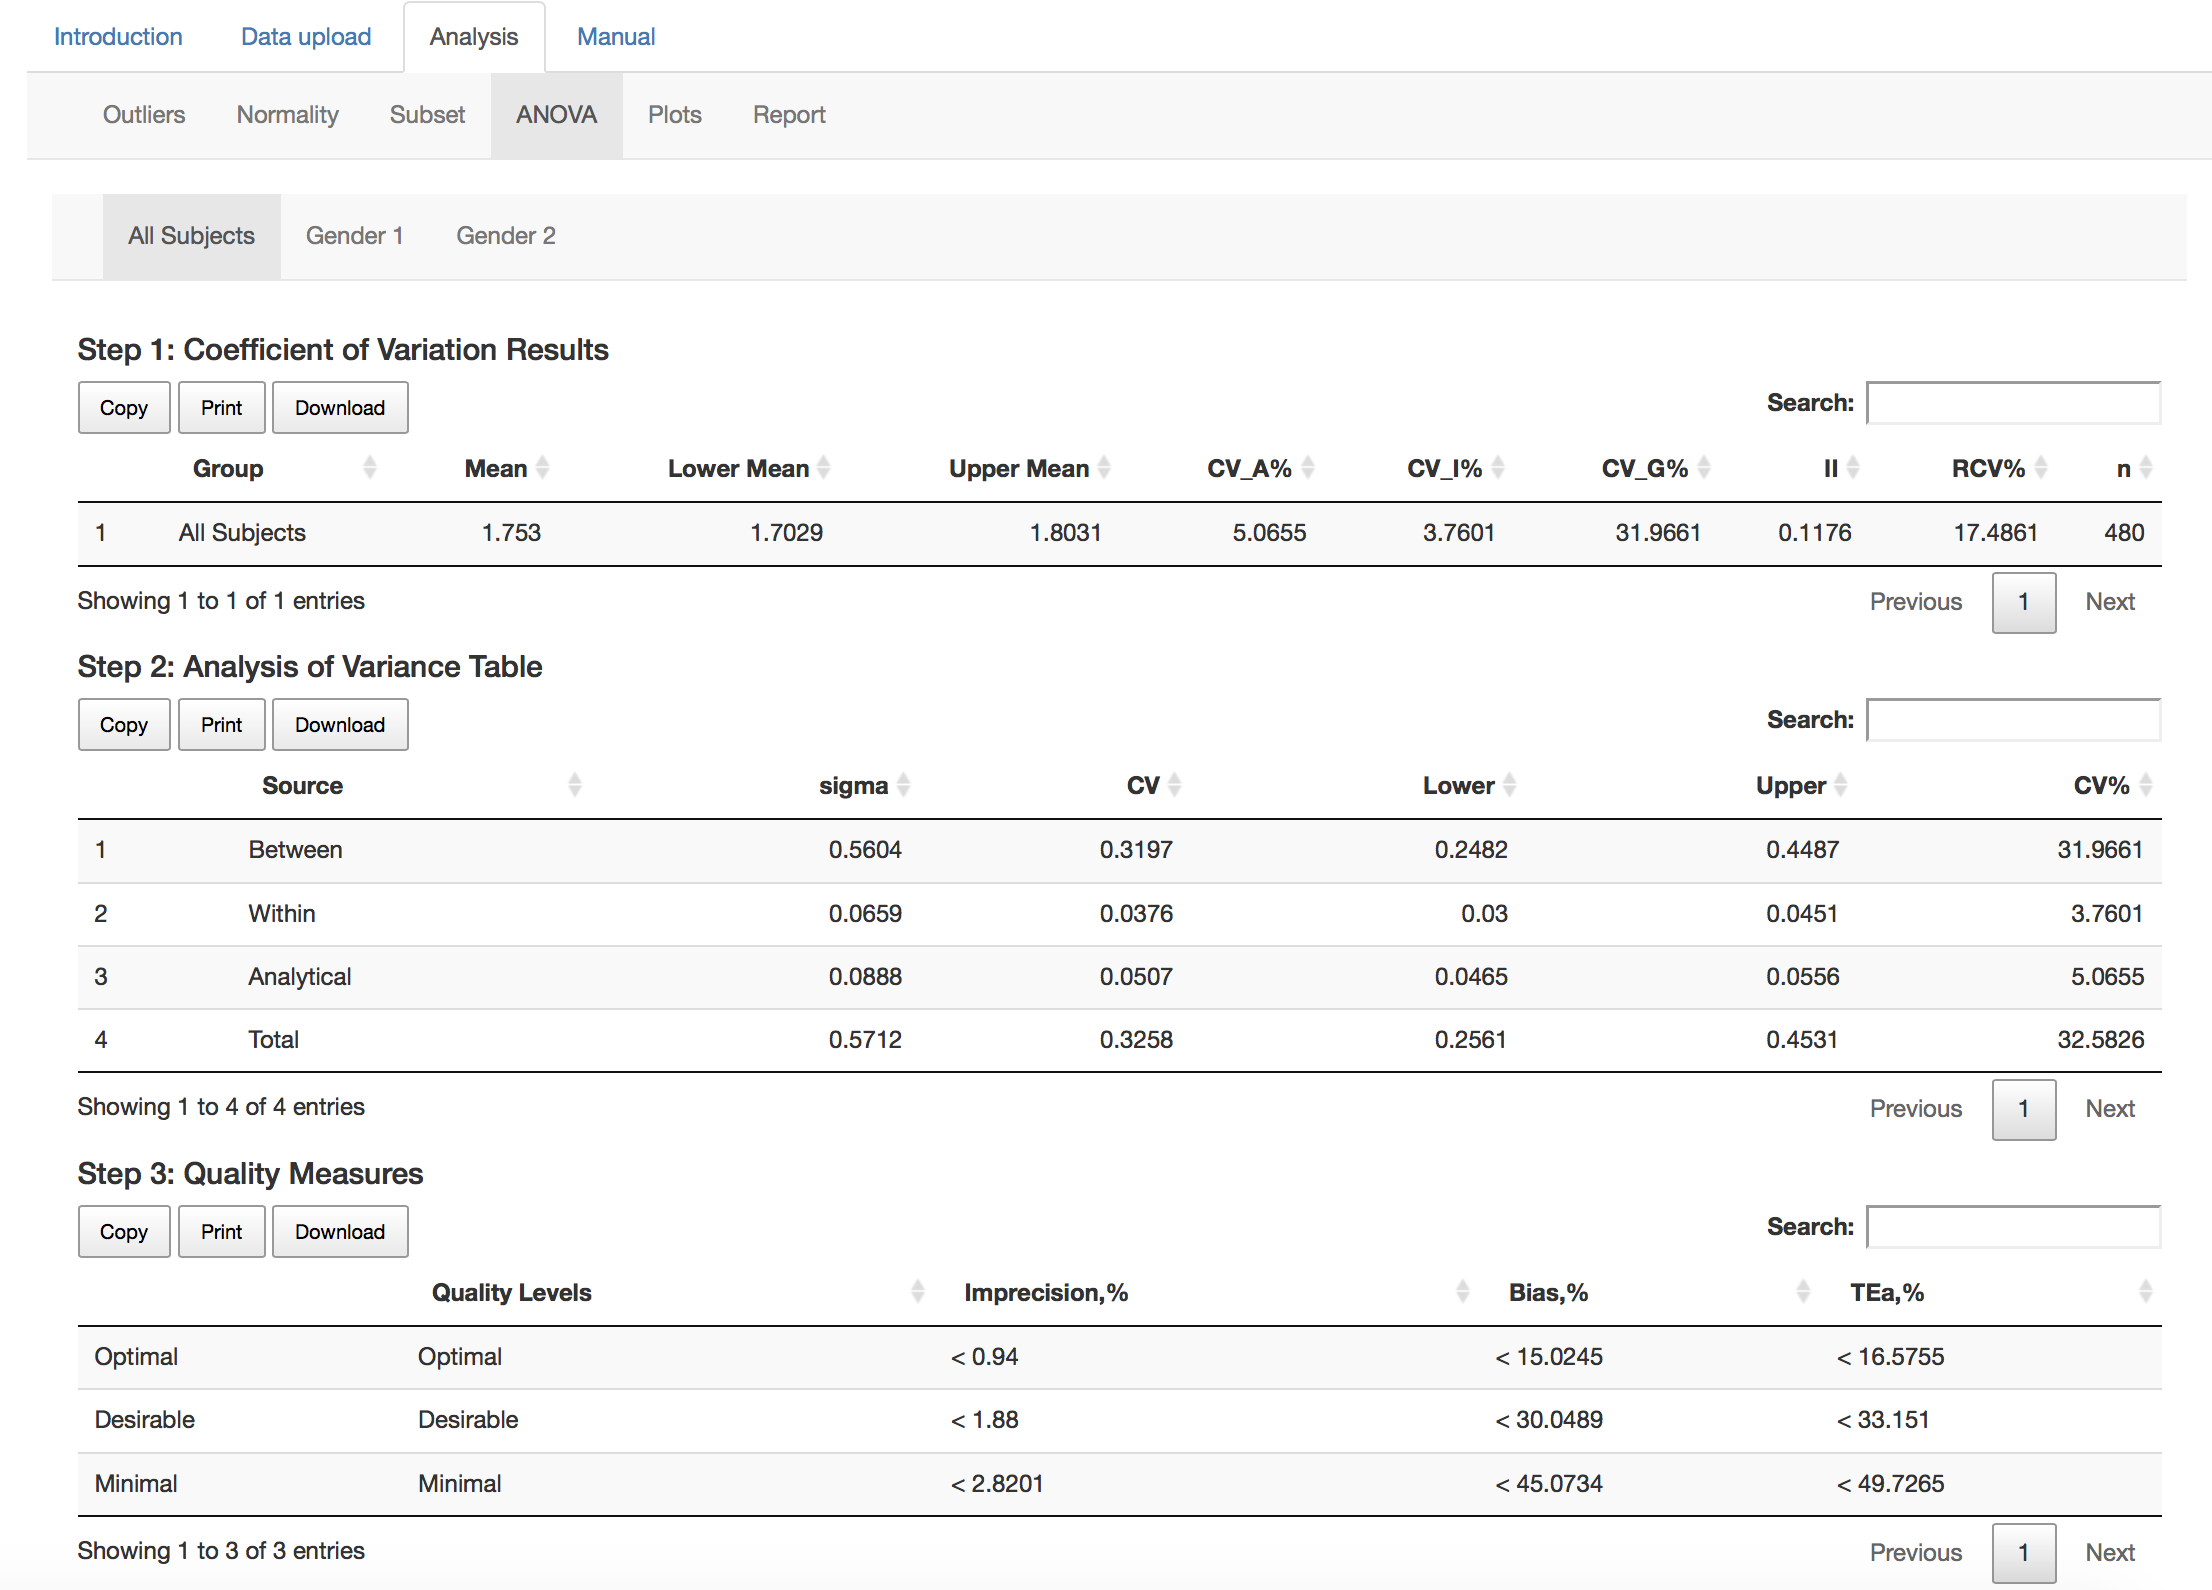 Introduction Data upload Analysis Manual
Outliers Normality Subset ANOVA Plots Report
All Subjects Gender 1 Gender 2
Step 1: Coefficient of Variation Results
Copy Print Download Search:
Group Mean Lower Mean Upper Mean CV_A% CV_I% CV_G% II RCV% n
1 All Subjects 1.753 1.7029 1.8031 5.0655 3.7601 31.9661 0.1176 17.4861 480
Showing 1 to 1 of 1 entries Previous 1 Next
Step 2: Analysis of Variance Table
Copy Print Download Search:
Source sigma CV Lower Upper CV%
1 Between 0.5604 0.3197 0.2482 0.4487 31.9661
2 Within 0.0659 0.0376 0.03 0.0451 3.7601
3 Analytical 0.0888 0.0507 0.0465 0.0556 5.0655
4 Total 0.5712 0.3258 0.2561 0.4531 32.5826
Showing 1 to 4 of 4 entries Previous 1 Next
Step 3: Quality Measures
Copy Print Download Search:
Quality Levels Imprecision,% Bias,% TEa,%
Optimal Optimal < 0.94 < 15.0245 < 16.5755
Desirable Desirable < 1.88 < 30.0489 < 33.151
Minimal Minimal < 2.8201 < 45.0734 < 49.7265
Showing 1 to 3 of 3 entries Previous 1 Next